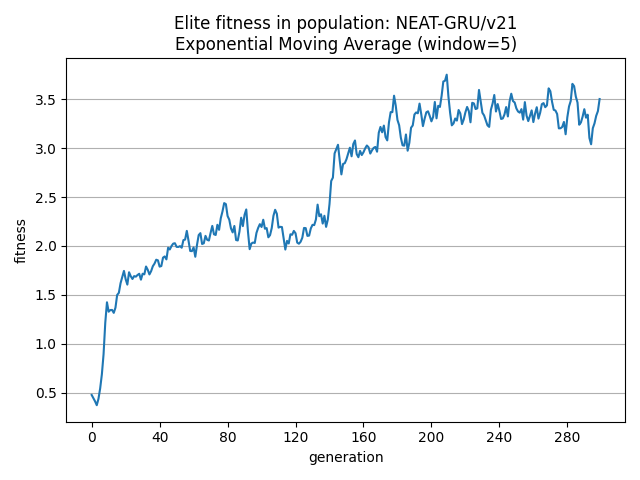 Elite fitness in population: NEAT-GRU/v21
Exponential Moving Average (window=5)
fitness
3.5
3.0
2.5
2.0
1.5
1.0
0.5
0 40 80 120 160 200 240 280
generation